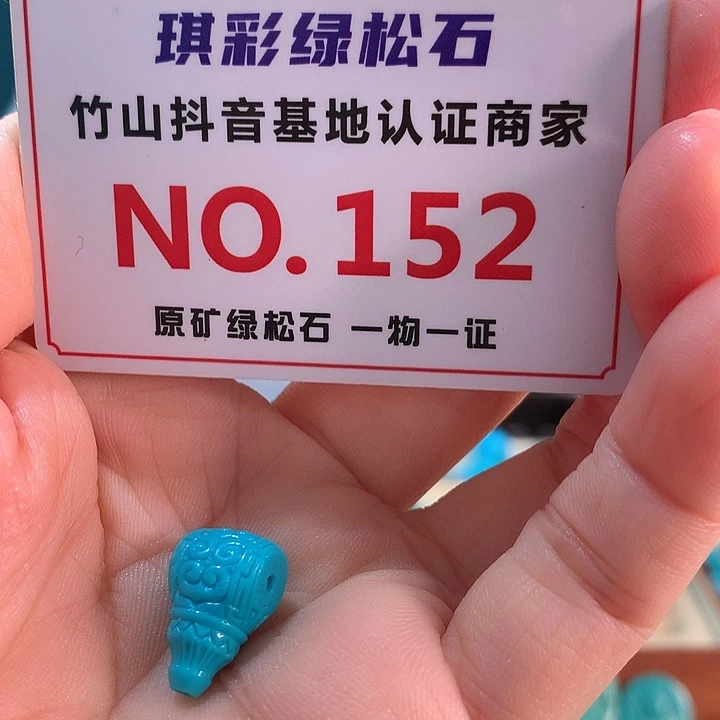 琪彩绿松石
竹山抖音基地认证商家
NO.152
原矿绿松石 一物一证